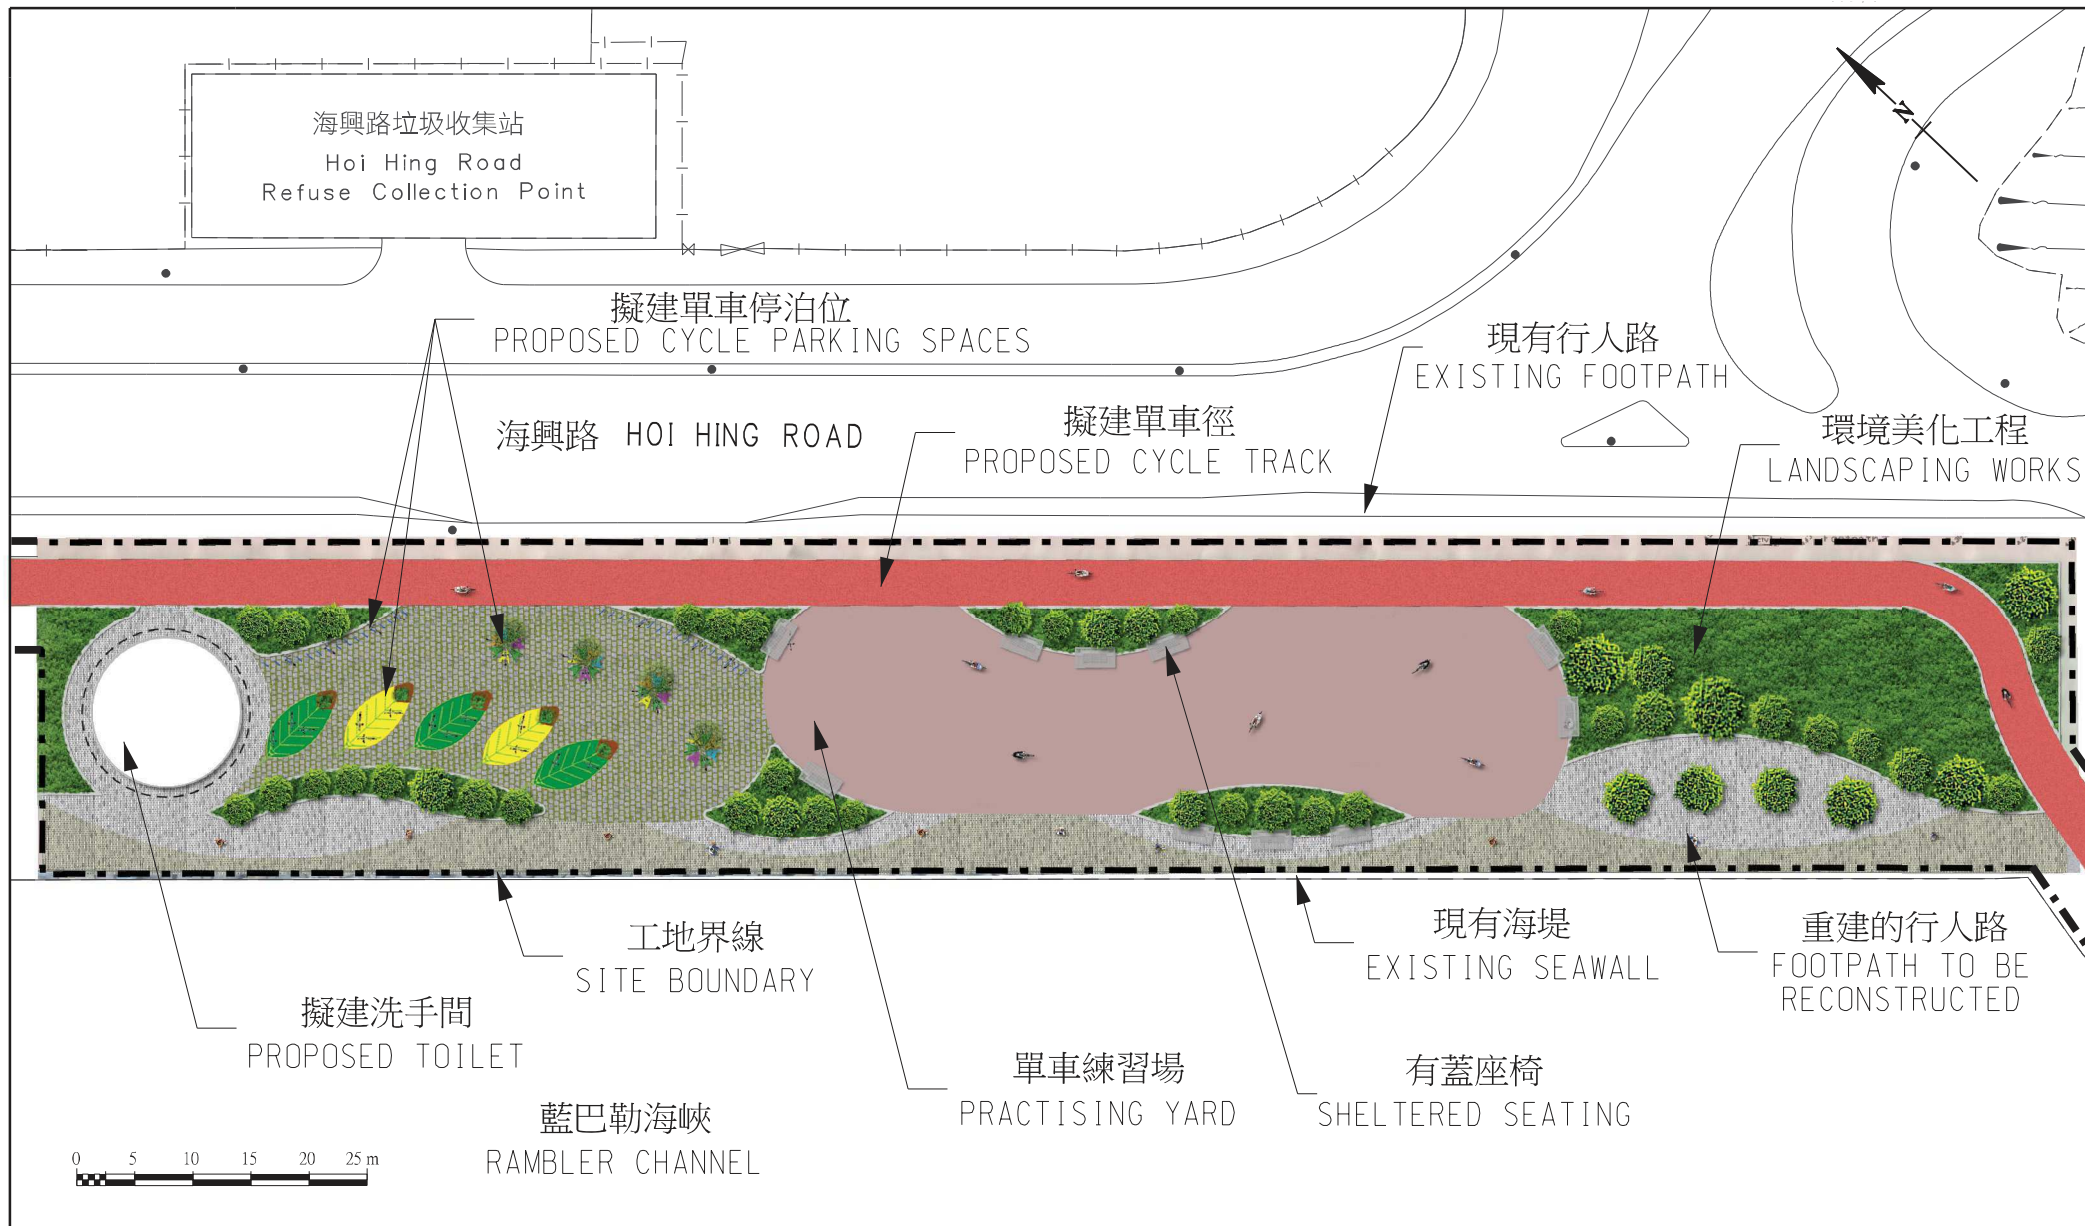 海興路垃圾收集站
Hoi Hing Road
Refuse Collection Point
N
擬建單車停泊位
PROPOSED CYCLE PARKING SPACES
現有行人路
EXISTING FOOTPATH
海興路 HOI HING ROAD
擬建單車徑
PROPOSED CYCLE TRACK
環境美化工程
LANDSCAPING WORKS
工地界線
SITE BOUNDARY
現有海堤
EXISTING SEAWALL
重建的行人路
FOOTPATH TO BE
RECONSTRUCTED
擬建洗手間
PROPOSED TOILET
單車練習場
PRACTISING YARD
有蓋座椅
SHELTERED SEATING
藍巴勒海峽
RAMBLER CHANNEL
0 5 10 15 20 25 m